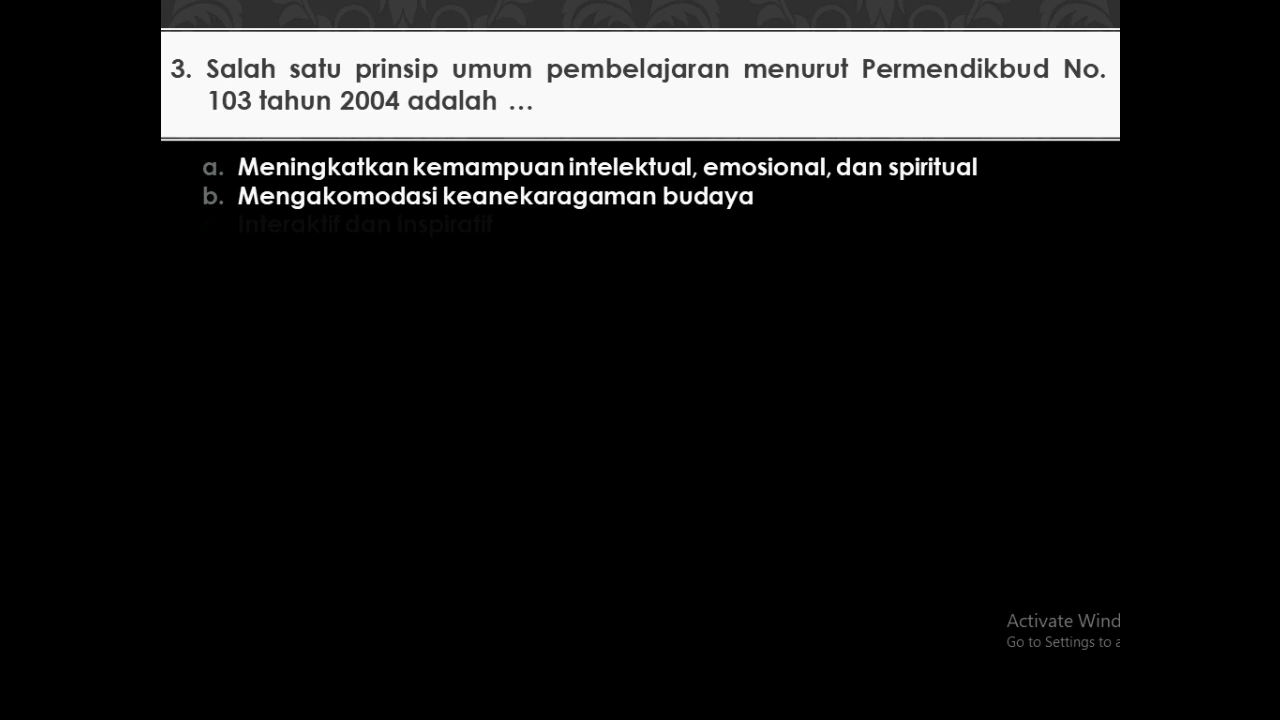 3. Salah satu prinsip umum pembelajaran menurut Permendikbud No.
103 tahun 2004 adalah ...
a. Meningkatkan kemampuan intelektual, emosional, dan spiritual
b. Mengakomodasi keanekaragaman budaya
Interaktif dan inspiratif
Activate Wind
Go to Settings to a